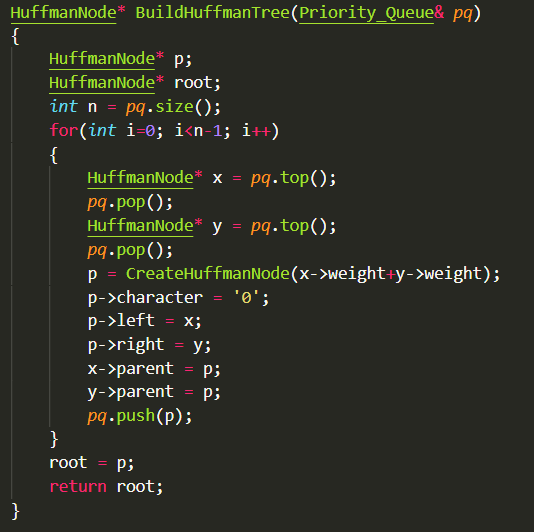 HuffmanNode* BuildHuffmanTree(Priority_Queue& pq)
{
    HuffmanNode* p;
    HuffmanNode* root;
    int n = pq.size();
    for(int i=0; i<n-1; i++)
    {
        HuffmanNode* x = pq.top();
        pq.pop();
        HuffmanNode* y = pq.top();
        pq.pop();
        p = CreateHuffmanNode(x->weight+y->weight);
        p->character = '0';
        p->left = x;
        p->right = y;
        x->parent = p;
        y->parent = p;
        pq.push(p);
    }
    root = p;
    return root;
}